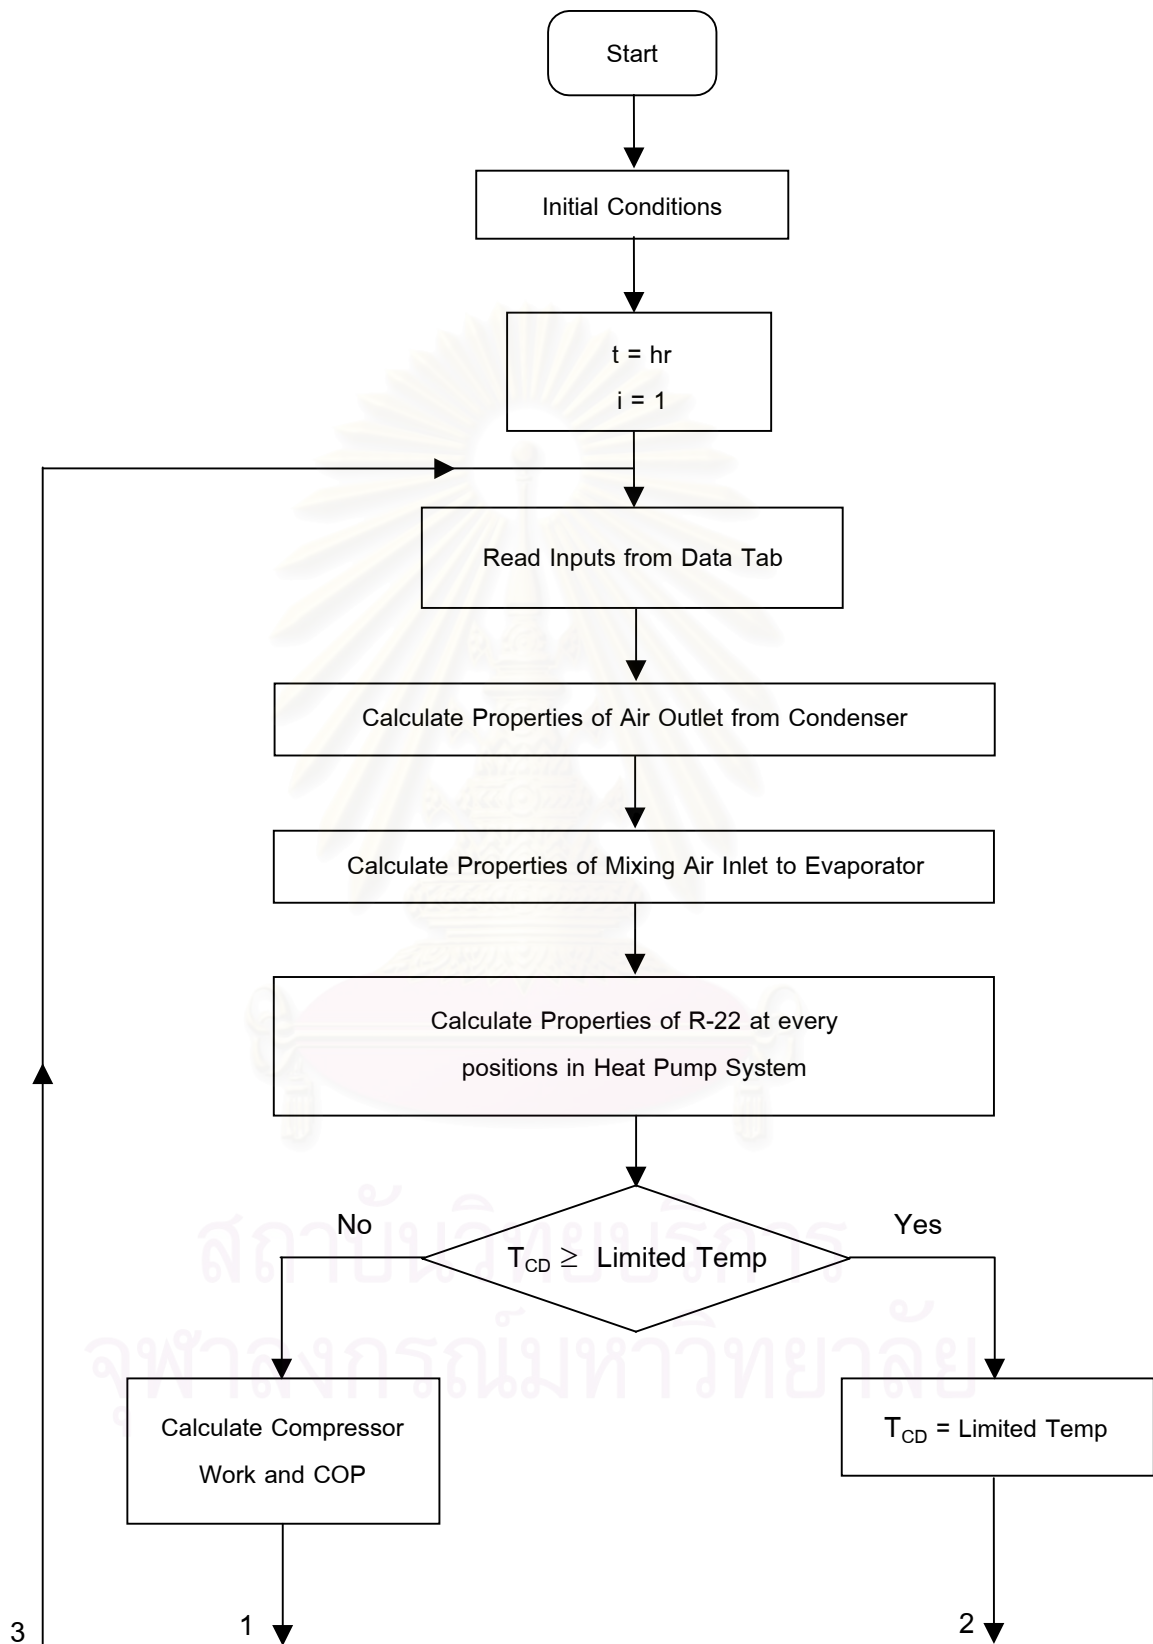 Start
Initial Conditions
t = hr
i = 1
Read Inputs from Data Tab
Calculate Properties of Air Outlet from Condenser
Calculate Properties of Mixing Air Inlet to Evaporator
Calculate Properties of R-22 at every
positions in Heat Pump System
No
Yes
T_CD ≥ Limited Temp
สถาบันวิทยบริการ
จุฬาลงกรณ์มหาวิทยาลัย
Calculate Compressor
Work and COP
T_CD = Limited Temp
3
1
2